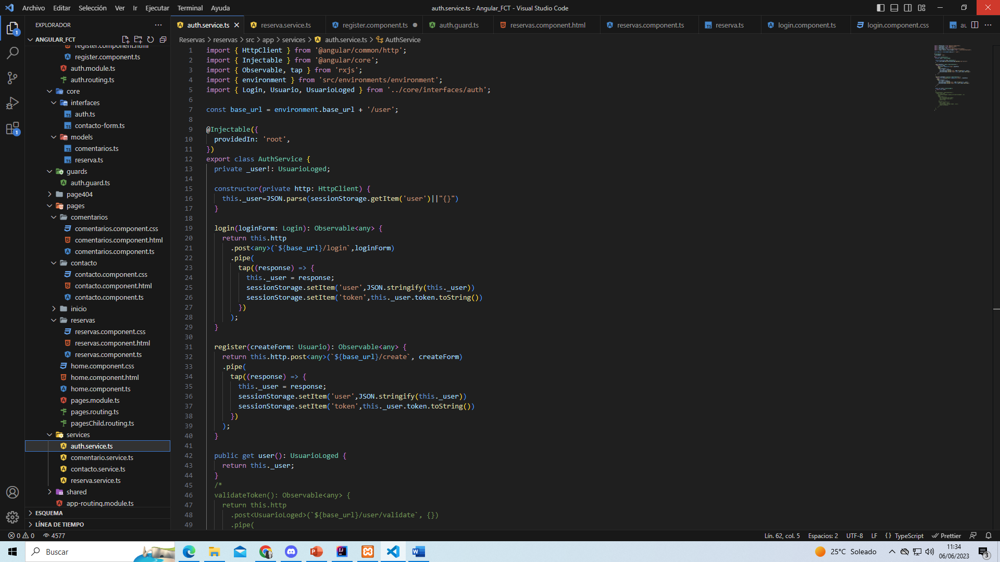 Archivo Editar Selección Ver Ir Ejecutar Terminal Ayuda
auth.service.ts - Angular_FCT - Visual Studio Code
EXPLORADOR
auth.service.ts
reserva.service.ts
register.component.ts
auth.guard.ts
reservas.component.html
reservas.component.ts
reserva.ts
login.component.ts
login.component.css
au
ANGULAR_FCT
Reservas > reservas > src > app > services > auth.service.ts > AuthService
register.component.html
register.component.ts
auth.module.ts
auth.routing.ts
core
interfaces
auth.ts
contacto-form.ts
models
comentarios.ts
reserva.ts
guards
auth.guard.ts
page404
pages
comentarios
comentarios.component.css
comentarios.component.html
comentarios.component.ts
contacto
contacto.component.css
contacto.component.html
contacto.component.ts
inicio
reservas
reservas.component.css
reservas.component.html
reservas.component.ts
home.component.css
home.component.html
home.component.ts
pages.module.ts
pages.routing.ts
pagesChild.routing.ts
services
auth.service.ts
comentario.service.ts
contacto.service.ts
reserva.service.ts
shared
app-routing.module.ts
ESQUEMA
LÍNEA DE TIEMPO
1 import { HttpClient } from '@angular/common/http';
2 import { Injectable } from '@angular/core';
3 import { Observable, tap } from 'rxjs';
4 import { environment } from 'src/environments/environment';
5 import { Login, Usuario, UsuarioLoged } from '../core/interfaces/auth';
6
7 const base_url = environment.base_url + '/user';
8
9 @Injectable({
10 providedIn: 'root',
11 })
12 export class AuthService {
13 private _user!: UsuarioLoged;
14
15 constructor(private http: HttpClient) {
16 this._user=JSON.parse(sessionStorage.getItem('user')||"{}")
17 }
18
19 login(loginForm: Login): Observable<any> {
20 return this.http
21 .post<any>(`${base_url}/login`,loginForm)
22 .pipe(
23 tap((response) => {
24 this._user = response;
25 sessionStorage.setItem('user',JSON.stringify(this._user))
26 sessionStorage.setItem('token',this._user.token.toString())
27 })
28 );
29 }
30
31 register(createForm: Usuario): Observable<any> {
32 return this.http.post<any>(`${base_url}/create`, createForm)
33 .pipe(
34 tap((response) => {
35 this._user = response;
36 sessionStorage.setItem('user',JSON.stringify(this._user))
37 sessionStorage.setItem('token',this._user.token.toString())
38 })
39 );
40 }
41
42 public get user(): UsuarioLoged {
43 return this._user;
44 }
45 /*
46 validateToken(): Observable<any> {
47 return this.http
48 .post<UsuarioLoged>(`${base_url}/user/validate`, {})
49 .pipe(
0 0 4577
Lín. 62, col. 5 Espacios: 2 UTF-8 LF {} TypeScript Prettier
Buscar
25°C Soleado
11:34
06/06/2023
3